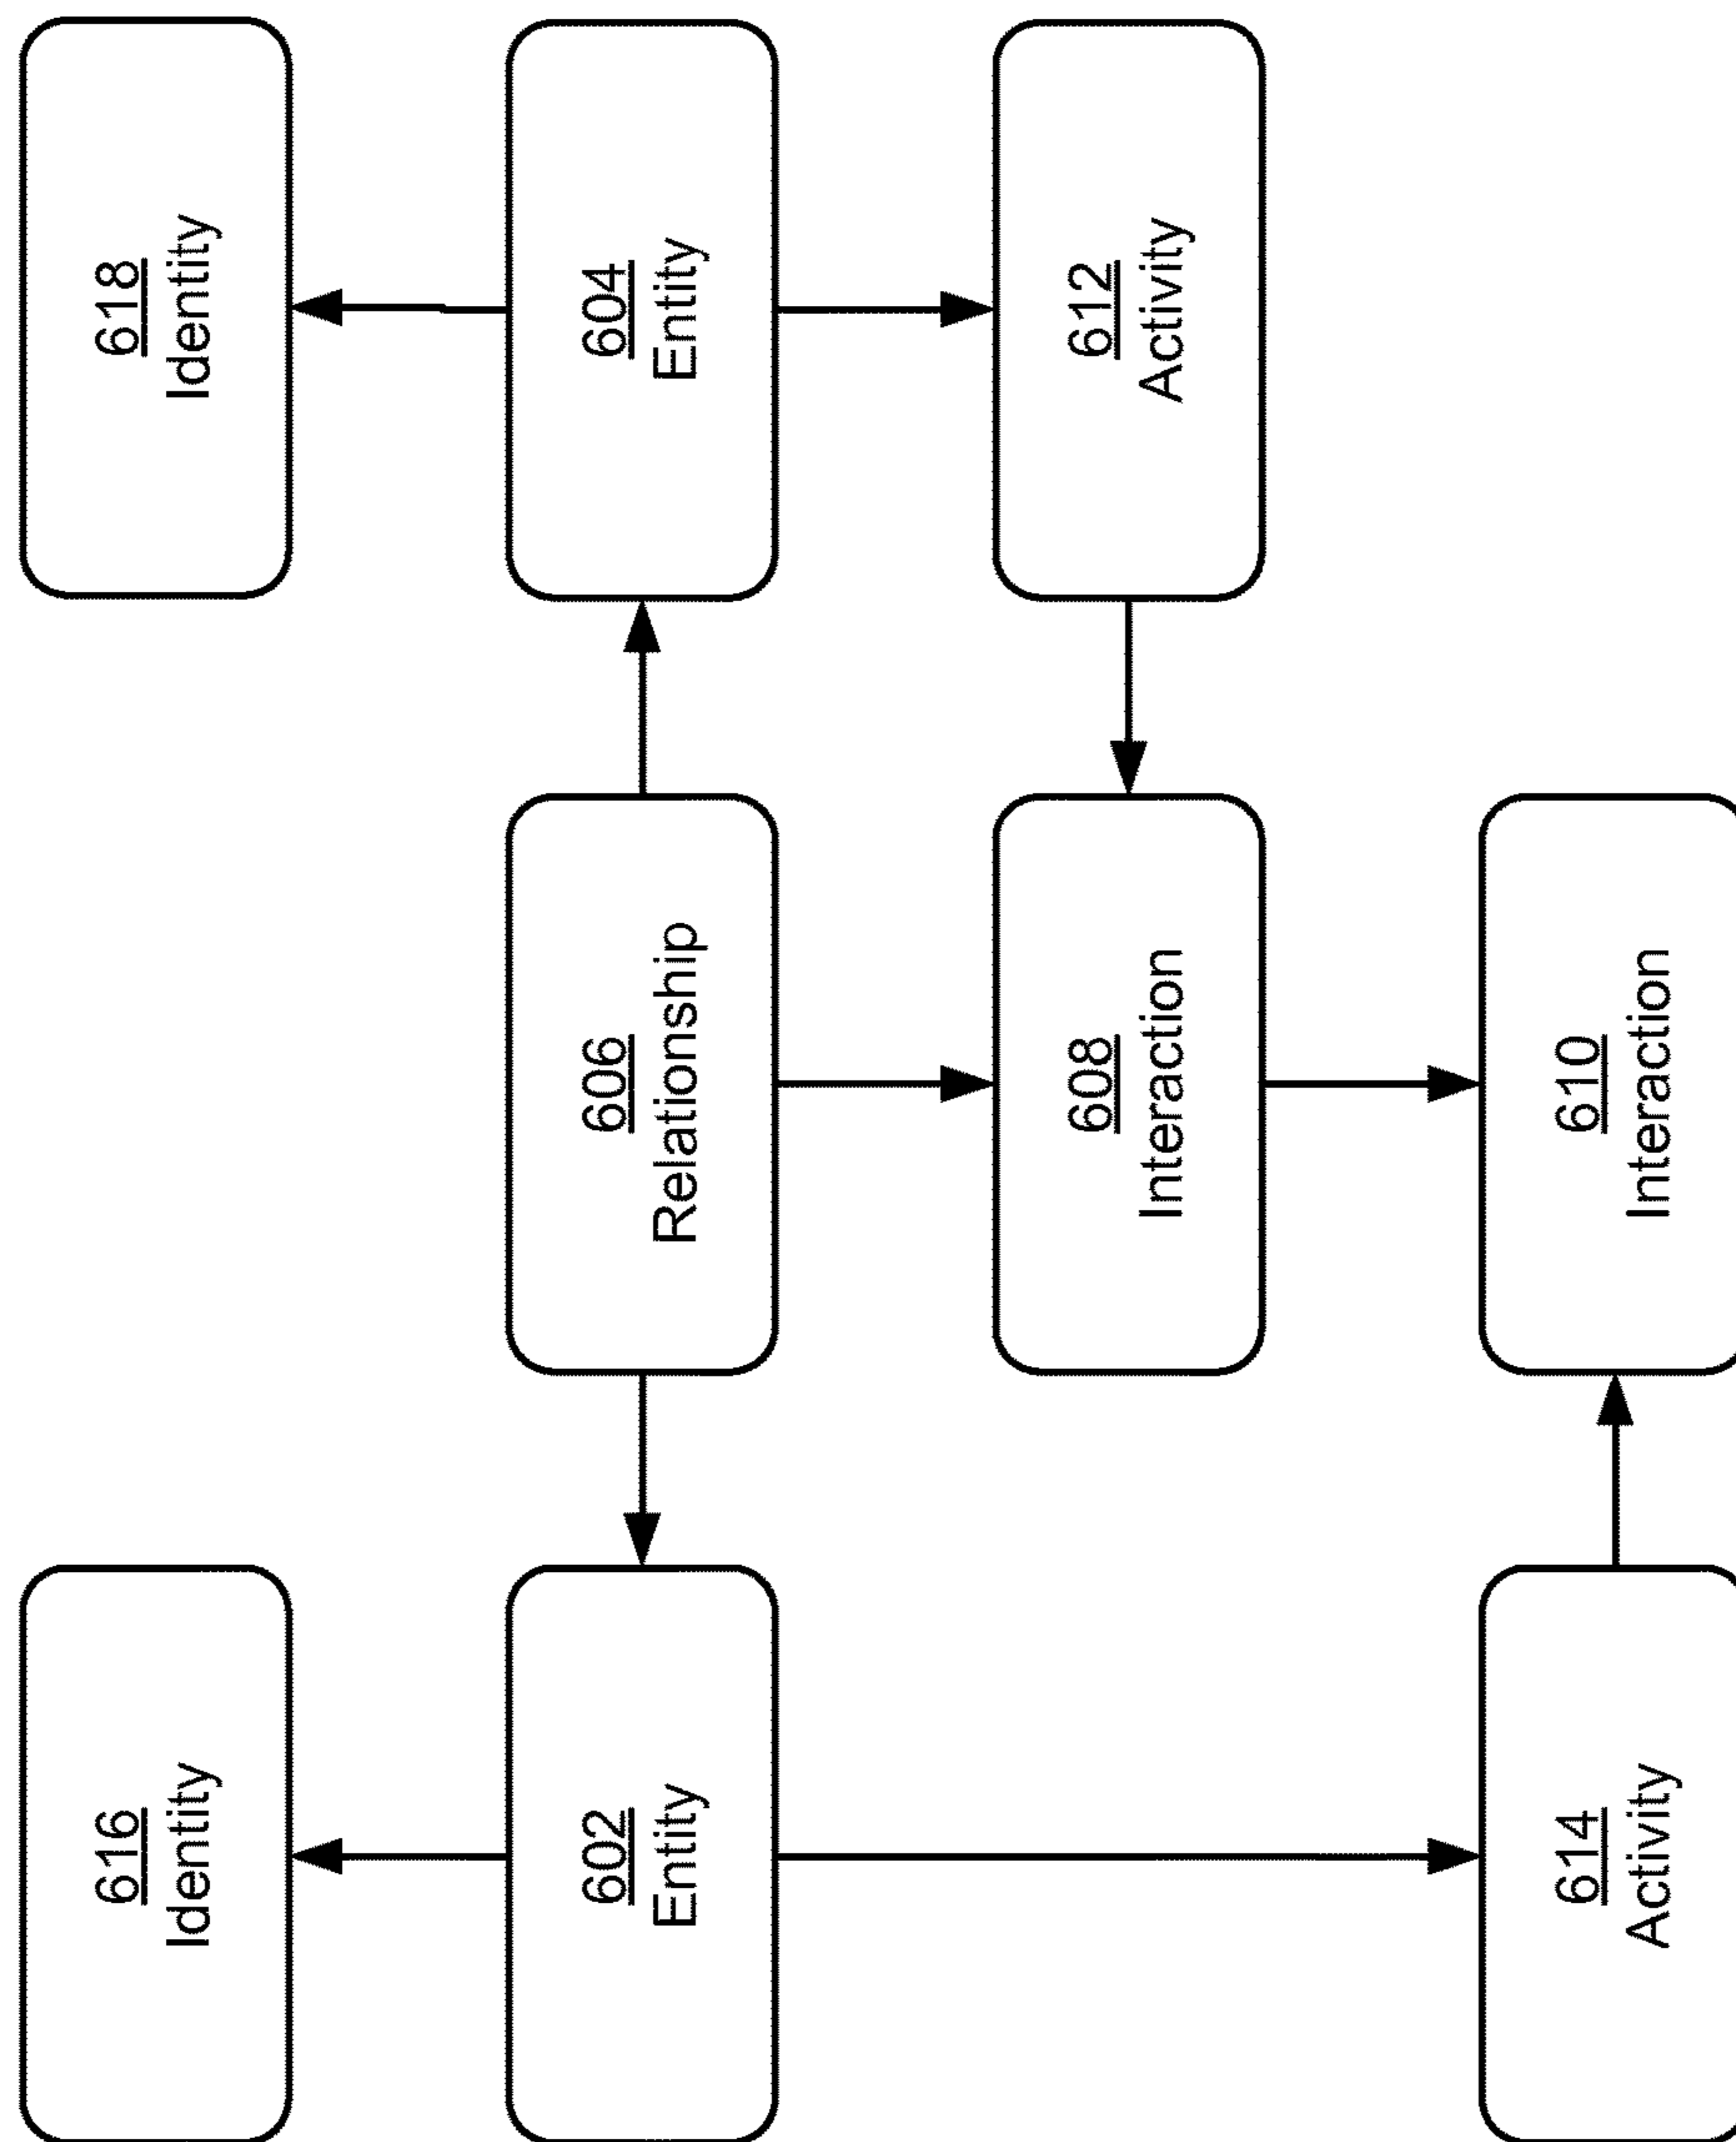 616
Identity
618
Identity
602
Entity
606
Relationship
604
Entity
608
Interaction
612
Activity
614
Activity
610
Interaction